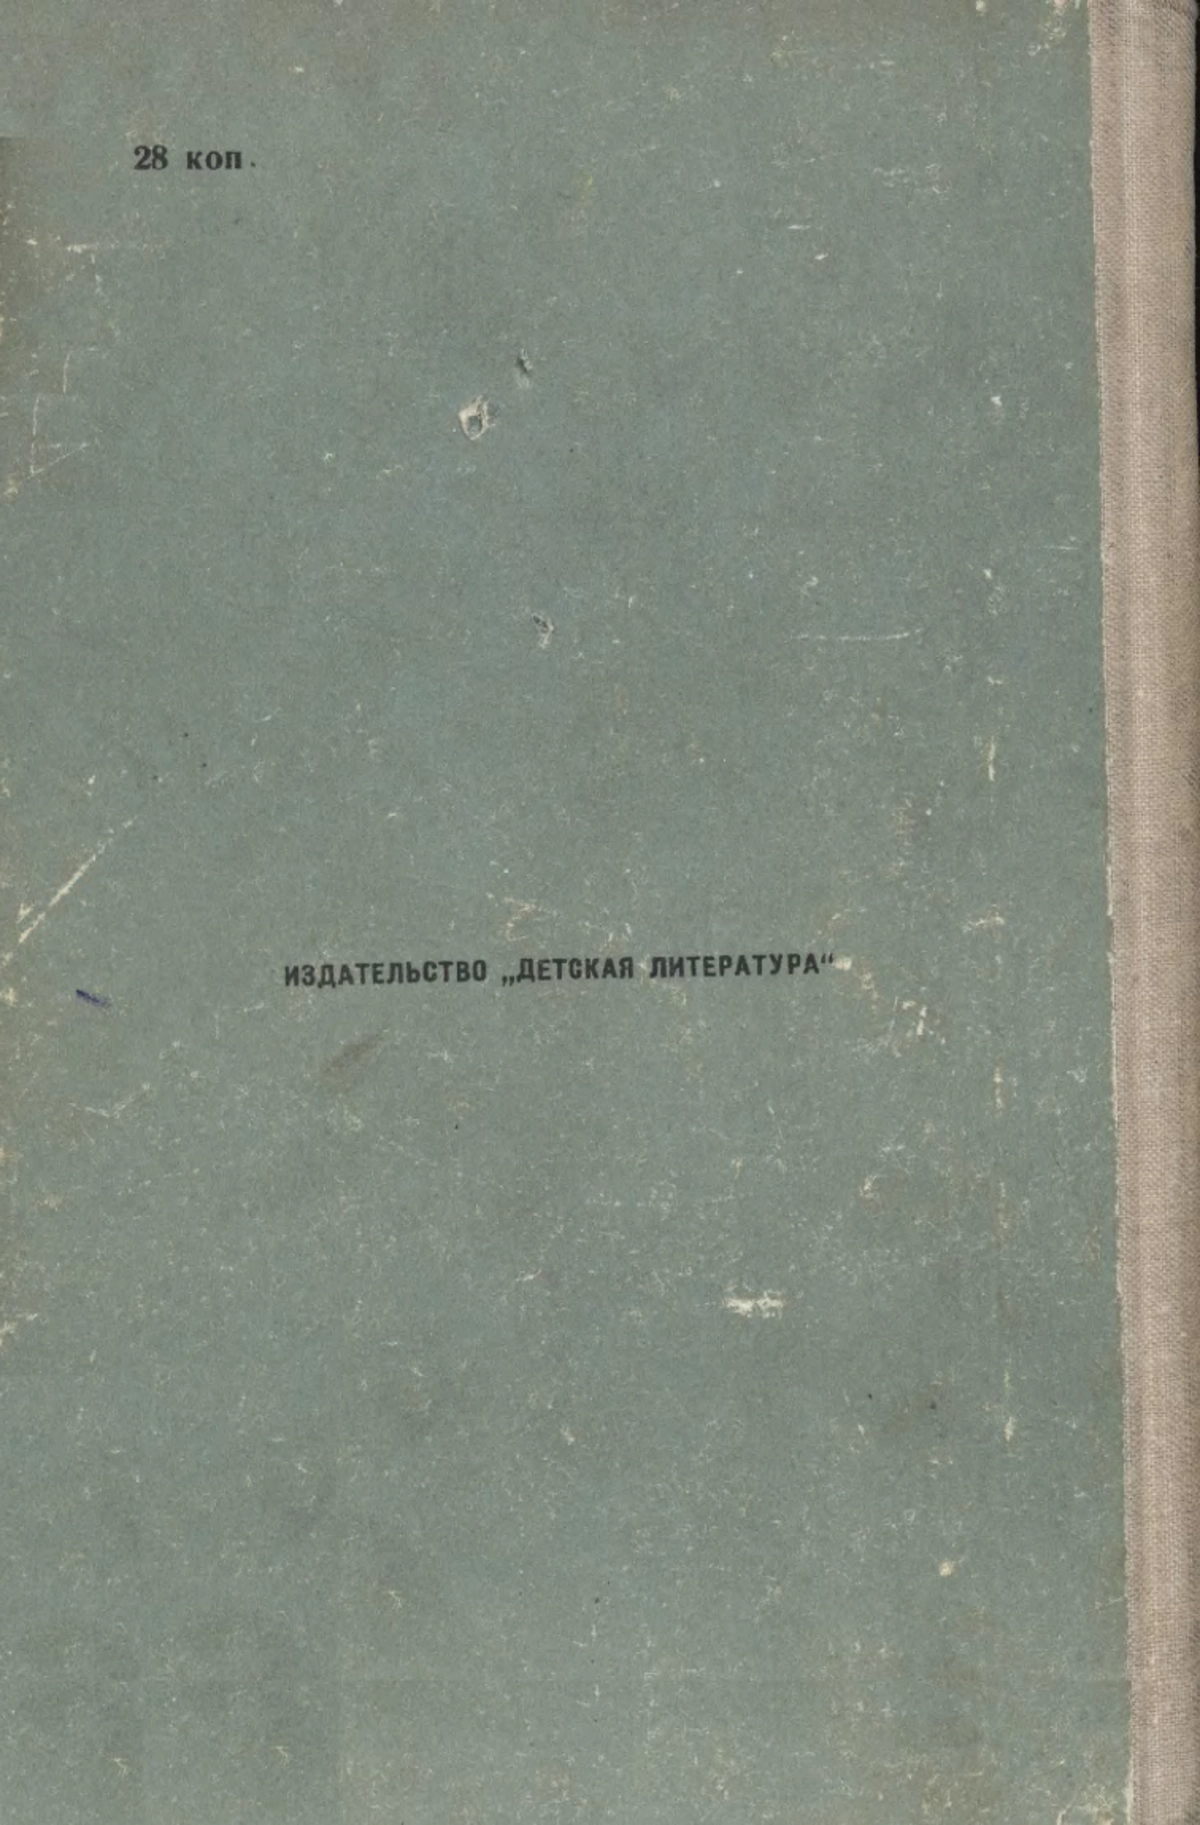 28 коп.
ИЗДАТЕЛЬСТВО „ДЕТСКАЯ ЛИТЕРАТУРА“